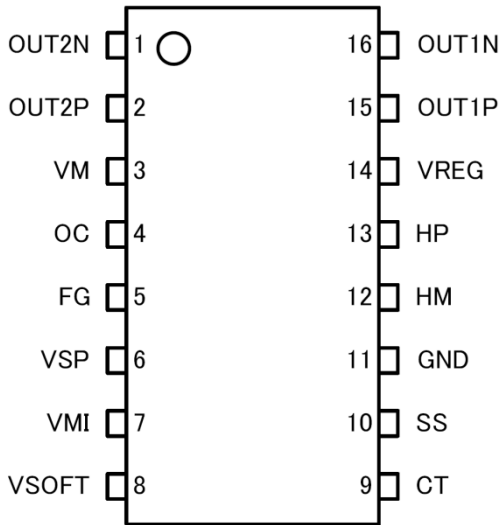 OUT2N 1 16 OUT1N
OUT2P 2 15 OUT1P
VM 3 14 VREG
OC 4 13 HP
FG 5 12 HM
VSP 6 11 GND
VMI 7 10 SS
VSOFT 8 9 CT